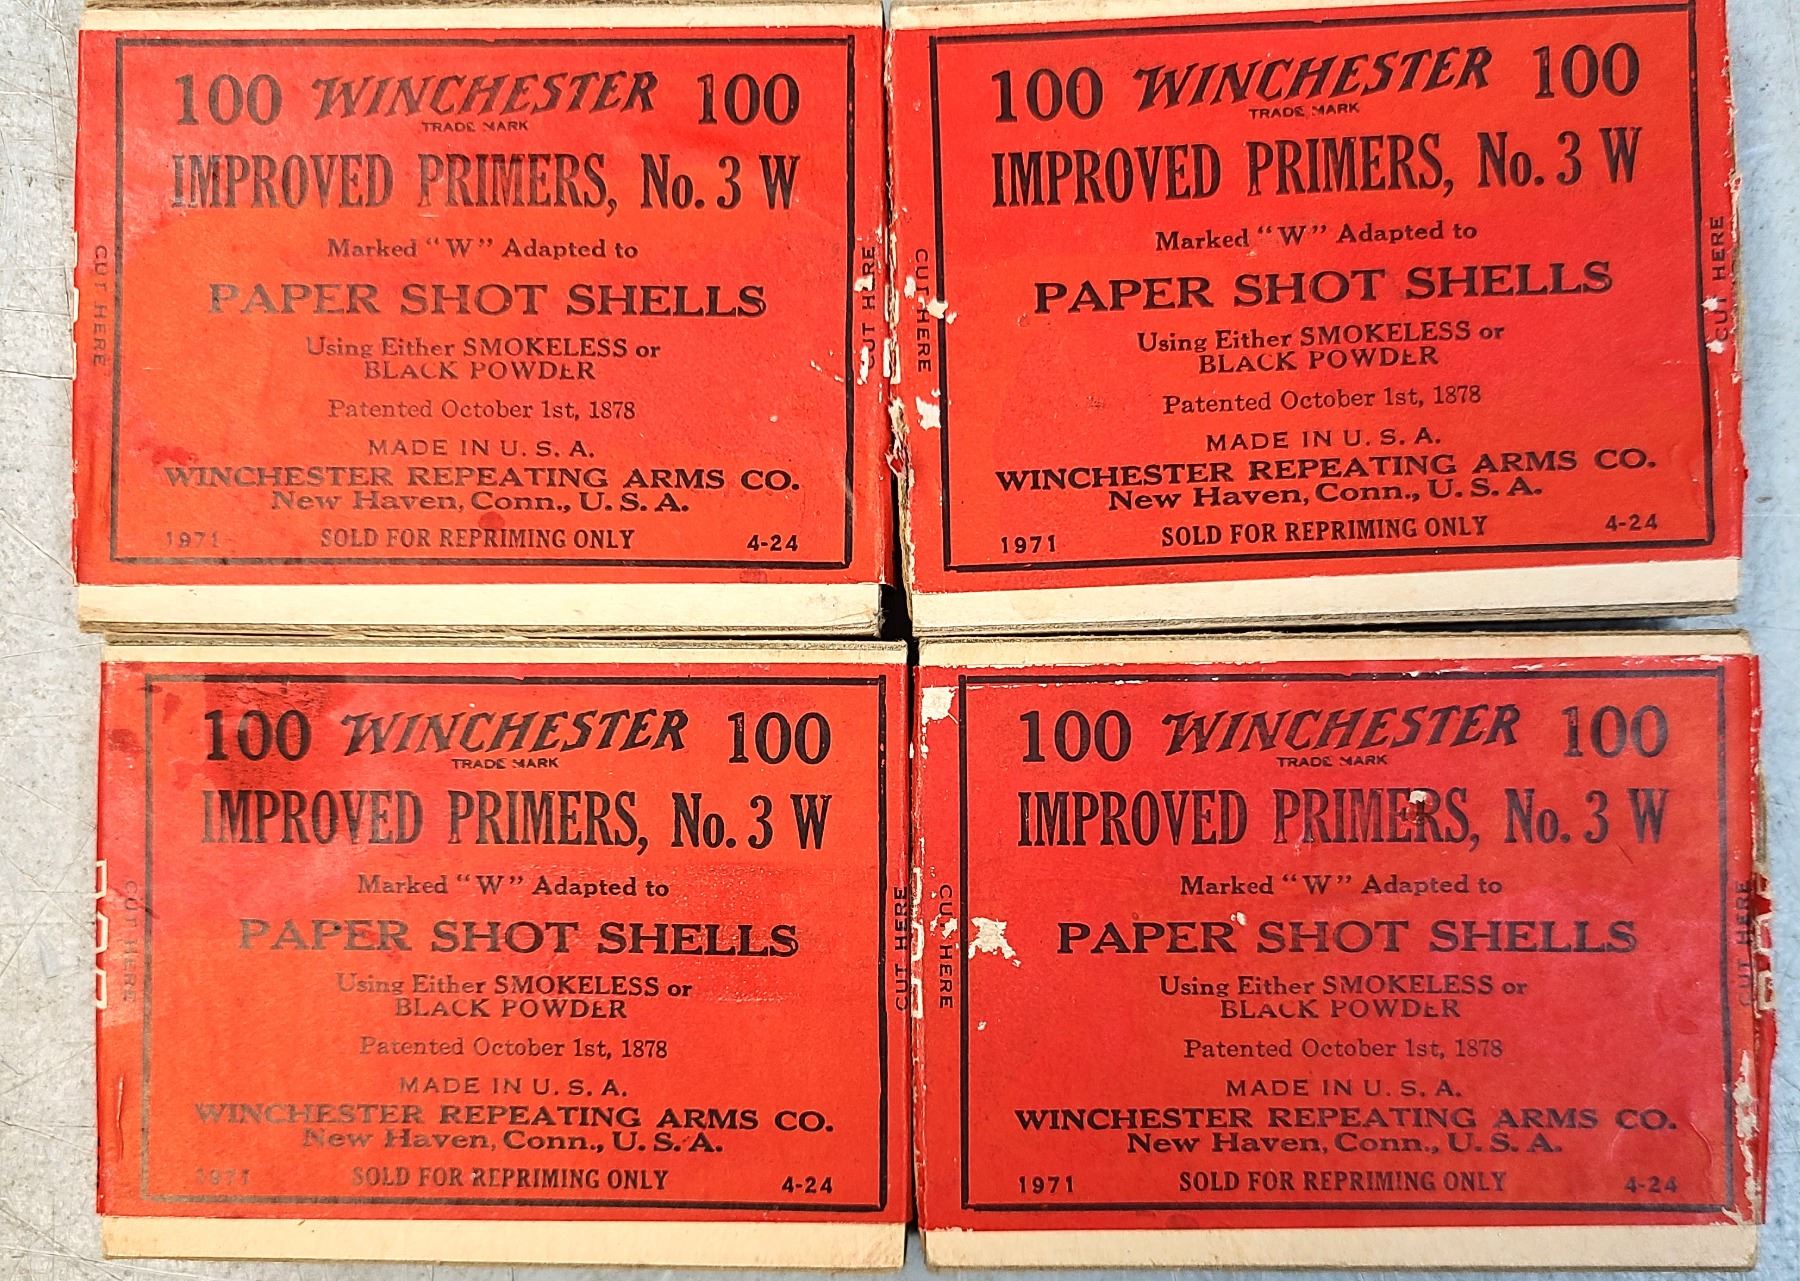 100 WINCHESTER 100
TRADE MARK
IMPROVED PRIMERS, No. 3 W
Marked "W" Adapted to
PAPER SHOT SHELLS
Using Either SMOKELESS or
BLACK POWDER
Patented October 1st, 1878
MADE IN U. S. A.
WINCHESTER REPEATING ARMS CO.
New Haven, Conn., U. S. A.
1971 SOLD FOR REPRIMING ONLY 4-24
CUT HERE
CUT HERE
100 WINCHESTER 100
TRADE MARK
IMPROVED PRIMERS, No. 3 W
Marked "W" Adapted to
PAPER SHOT SHELLS
Using Either SMOKELESS or
BLACK POWDER
Patented October 1st, 1878
MADE IN U. S. A.
WINCHESTER REPEATING ARMS CO.
New Haven, Conn., U. S. A.
1971 SOLD FOR REPRIMING ONLY 4-24
CUT HERE
CUT HERE
100 WINCHESTER 100
TRADE MARK
IMPROVED PRIMERS, No. 3 W
Marked "W" Adapted to
PAPER SHOT SHELLS
Using Either SMOKELESS or
BLACK POWDER
Patented October 1st, 1878
MADE IN U. S. A.
WINCHESTER REPEATING ARMS CO.
New Haven, Conn., U. S. A.
1971 SOLD FOR REPRIMING ONLY 4-24
CUT HERE
CUT HERE
100 WINCHESTER 100
TRADE MARK
IMPROVED PRIMERS, No. 3 W
Marked "W" Adapted to
PAPER SHOT SHELLS
Using Either SMOKELESS or
BLACK POWDER
Patented October 1st, 1878
MADE IN U. S. A.
WINCHESTER REPEATING ARMS CO.
New Haven, Conn., U. S. A.
1971 SOLD FOR REPRIMING ONLY 4-24
CUT HERE
CUT HERE